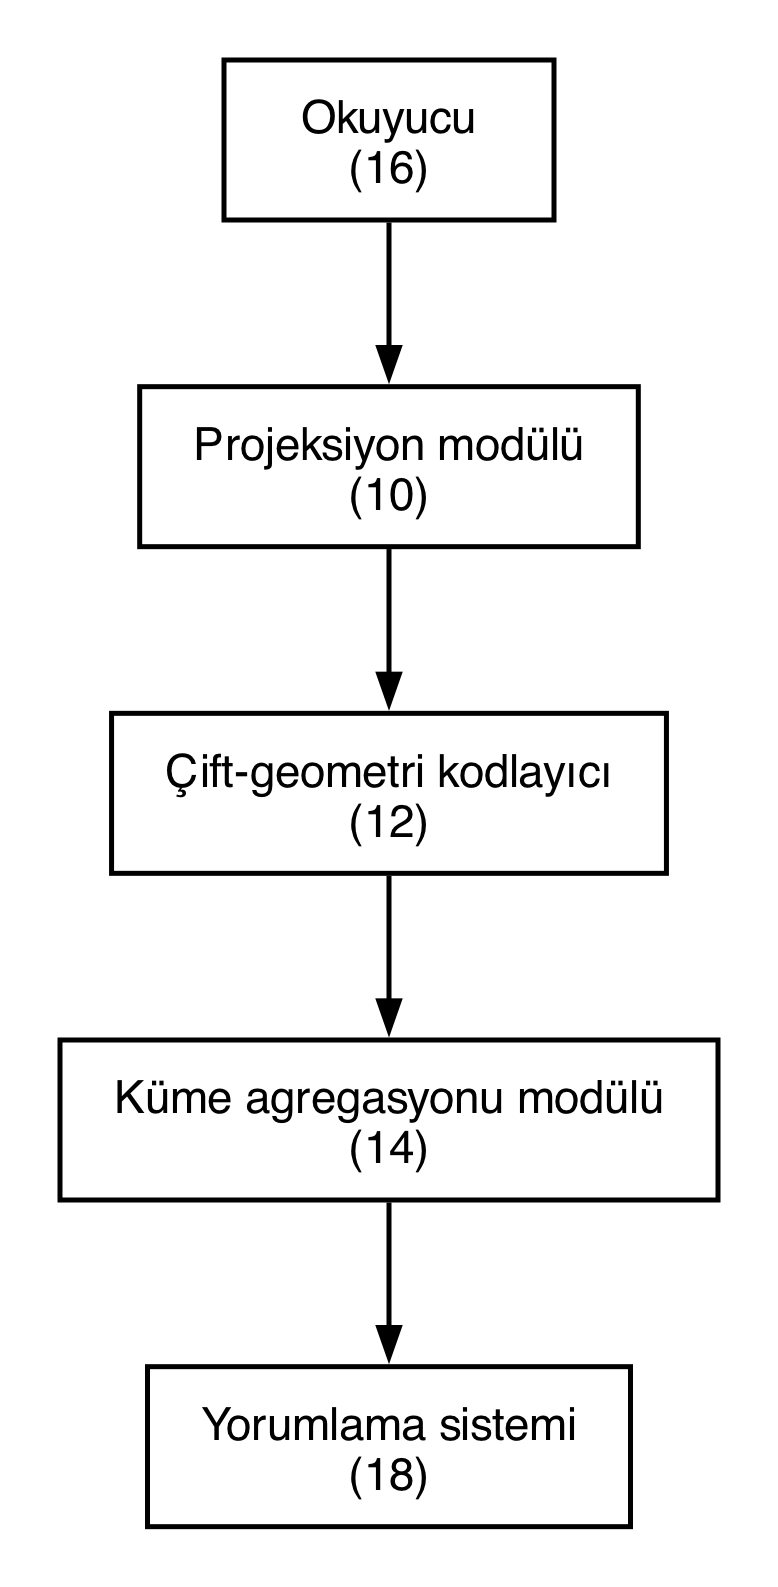 Okuyucu
(16)
Projeksiyon modülü
(10)
Çift-geometri kodlayıcı
(12)
Küme agregasyonu modülü
(14)
Yorumlama sistemi
(18)